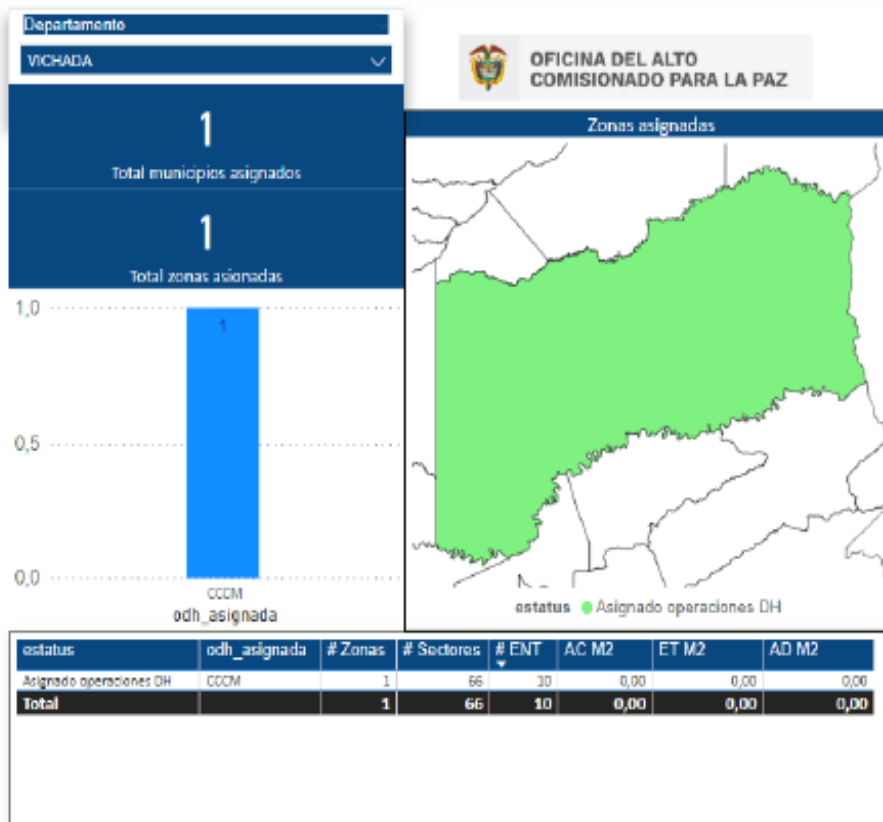 Departamento
VICHADA
OFICINA DEL ALTO
COMISIONADO PARA LA PAZ
1
Total municipios asignados
1
Total zonas asionadas
Zonas asignadas
1,0
1
0,5
0,0
CCCM
odh_asignada
estatus Asignado operaciones DH
estatus odh_asignada # Zonas # Sectores # ENT AC M2 ET M2 AD M2
Asignado operaciones DH CCCM 1 66 10 0,00 0,00 0,00
Total 1 66 10 0,00 0,00 0,00